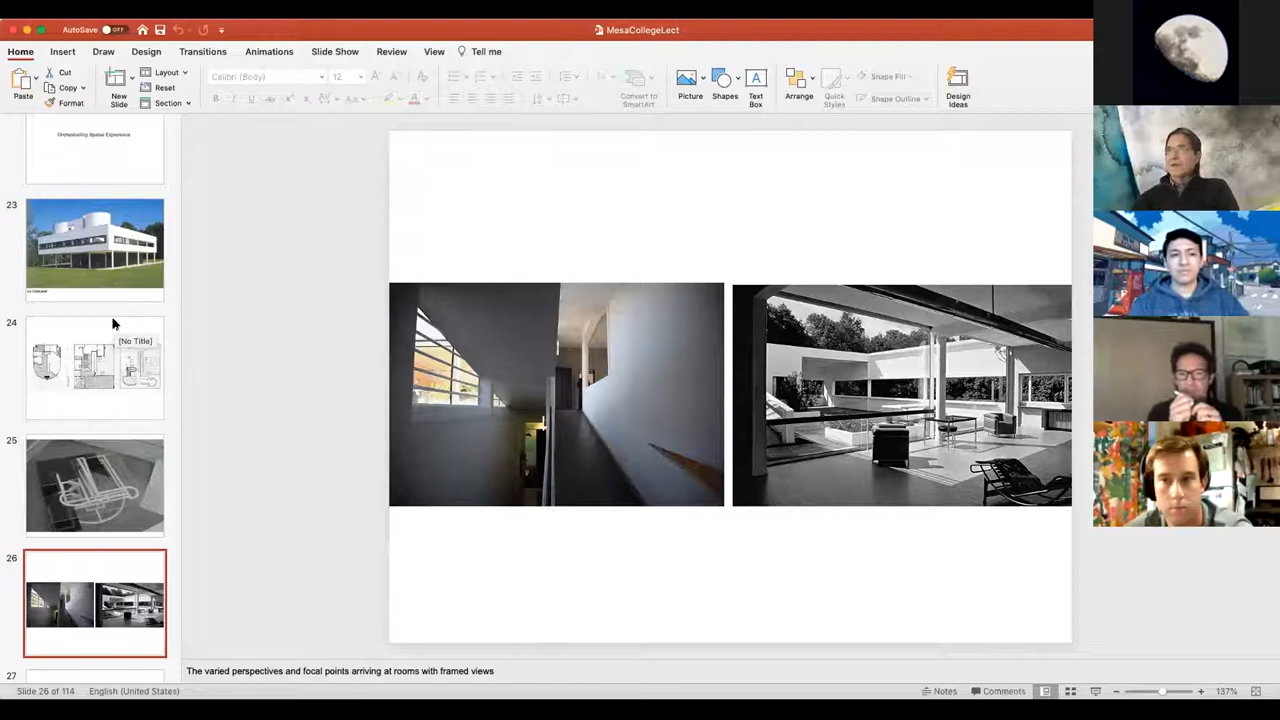 AutoSave OFF
MesaCollegeLect
Home Insert Draw Design Transitions Animations Slide Show Review View Tell me
Paste
Cut
Copy
Format
New Slide
Layout
Reset
Section
Calibri (Body) 12
Convert to SmartArt
Picture
Shapes
Text Box
Arrange
Quick Styles
Shape Fill
Shape Outline
Design Ideas
Orchestrating Spatial Experience
23
24
[No Title]
25
26
27
The varied perspectives and focal points arriving at rooms with framed views
Slide 26 of 114 English (United States) Notes Comments 137%